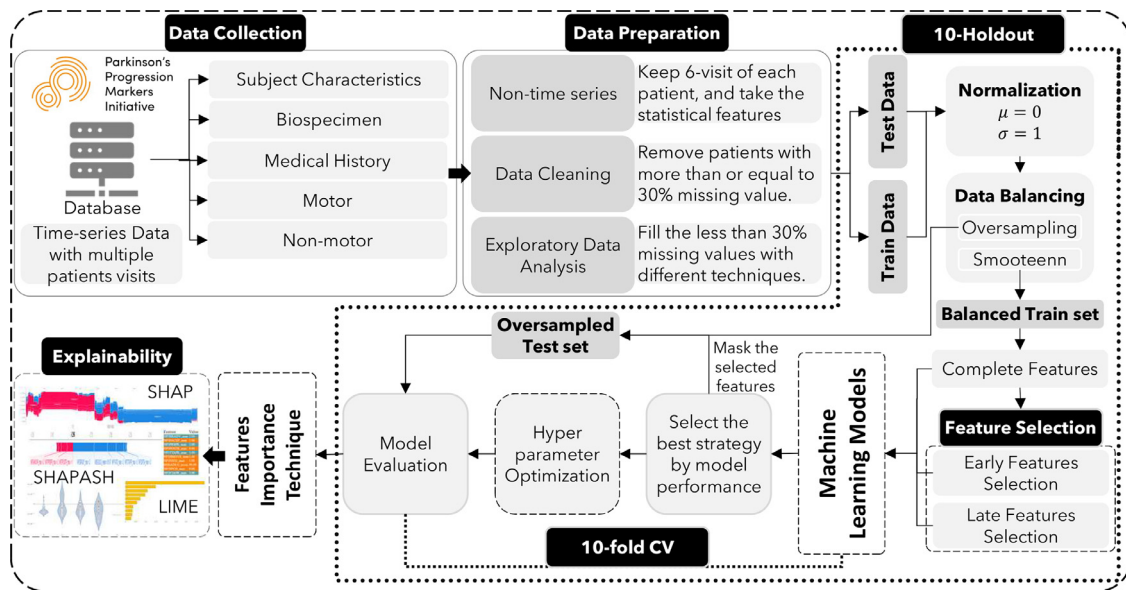 Data Collection
Parkinson's
Progression
Markers
Initiative
Database
Time-series Data
with multiple
patients visits
Subject Characteristics
Biospecimen
Medical History
Motor
Non-motor
Data Preparation
Non-time series
Keep 6-visit of each
patient, and take the
statistical features
Data Cleaning
Remove patients with
more than or equal to
30% missing value.
Exploratory Data
Analysis
Fill the less than 30%
missing values with
different techniques.
10-Holdout
Test Data
Train Data
Normalization
μ = 0
σ = 1
Data Balancing
Oversampling
Smooteenn
Balanced Train set
Complete Features
Feature Selection
Early Features
Selection
Late Features
Selection
Machine
Learning Models
Select the
best strategy
by model
performance
Mask the
selected
features
Oversampled
Test set
Hyper
parameter
Optimization
Model
Evaluation
10-fold CV
Features
Importance
Technique
Explainability
SHAP
SHAPASH
LIME